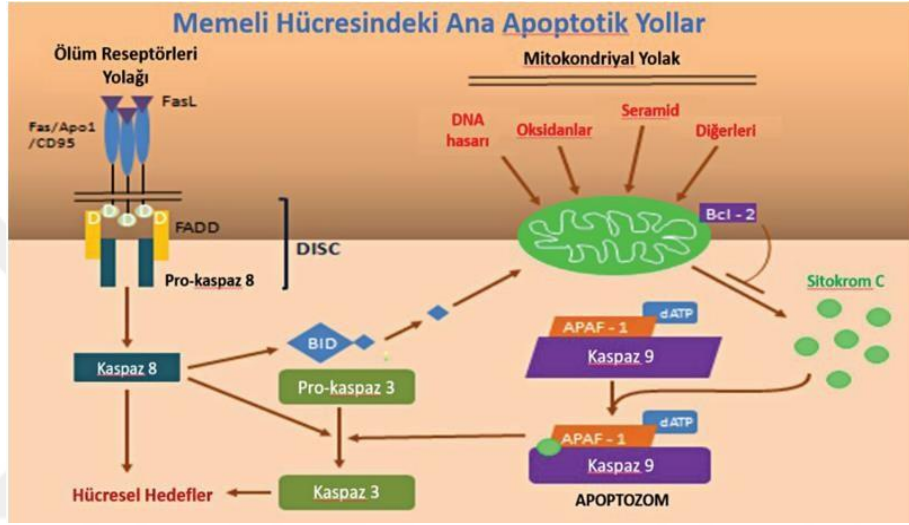 Memeli Hücresindeki Ana Apoptotik Yollar
Ölüm Reseptörleri
Yolağı
FasL
Fas/Apo1
/CD95
D
D
D
D
D
FADD
DISC
Pro-kaspaz 8
Kaspaz 8
BID
Pro-kaspaz 3
Kaspaz 3
Hücresel Hedefler
Mitokondriyal Yolak
DNA
hasarı
Oksidanlar
Seramid
Diğerleri
Bcl - 2
Sitokrom C
dATP
APAF - 1
Kaspaz 9
dATP
APAF - 1
Kaspaz 9
APOPTOZOM